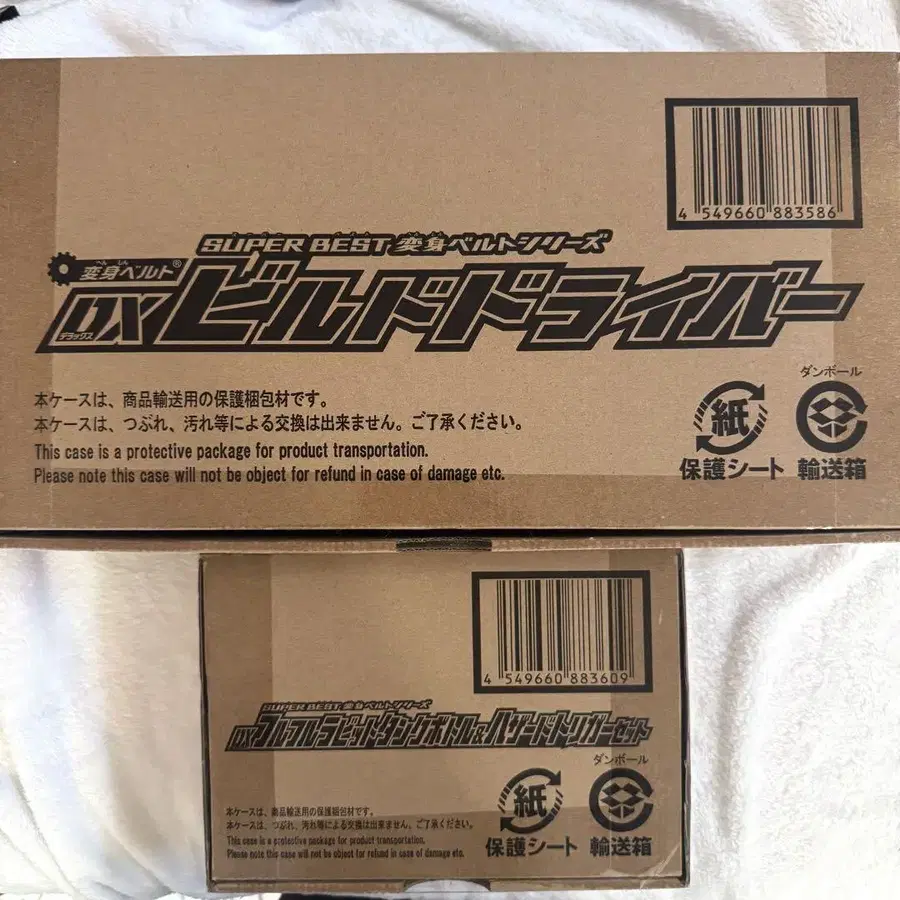 4 549660 883586
SUPER BEST 変身ベルトシリーズ
変身ベルト®
へんしん
DXビルドドライバー
デラックス
本ケースは、商品輸送用の保護梱包材です。
本ケースは、つぶれ、汚れ等による交換は出来ません。ご了承ください。
This case is a protective package for product transportation.
Please note this case will not be object for refund in case of damage etc.
紙
保護シート
ダンボール
輸送箱
4 549660 883609
SUPER BEST 変身ベルトシリーズ
DXフルフルラビットタンクボトル&ハザードトリガーセット
本ケースは、商品輸送用の保護梱包材です。
本ケースは、つぶれ、汚れ等による交換は出来ません。ご了承ください。
This case is a protective package for product transportation.
Please note this case will not be object for refund in case of damage etc.
紙
保護シート
ダンボール
輸送箱